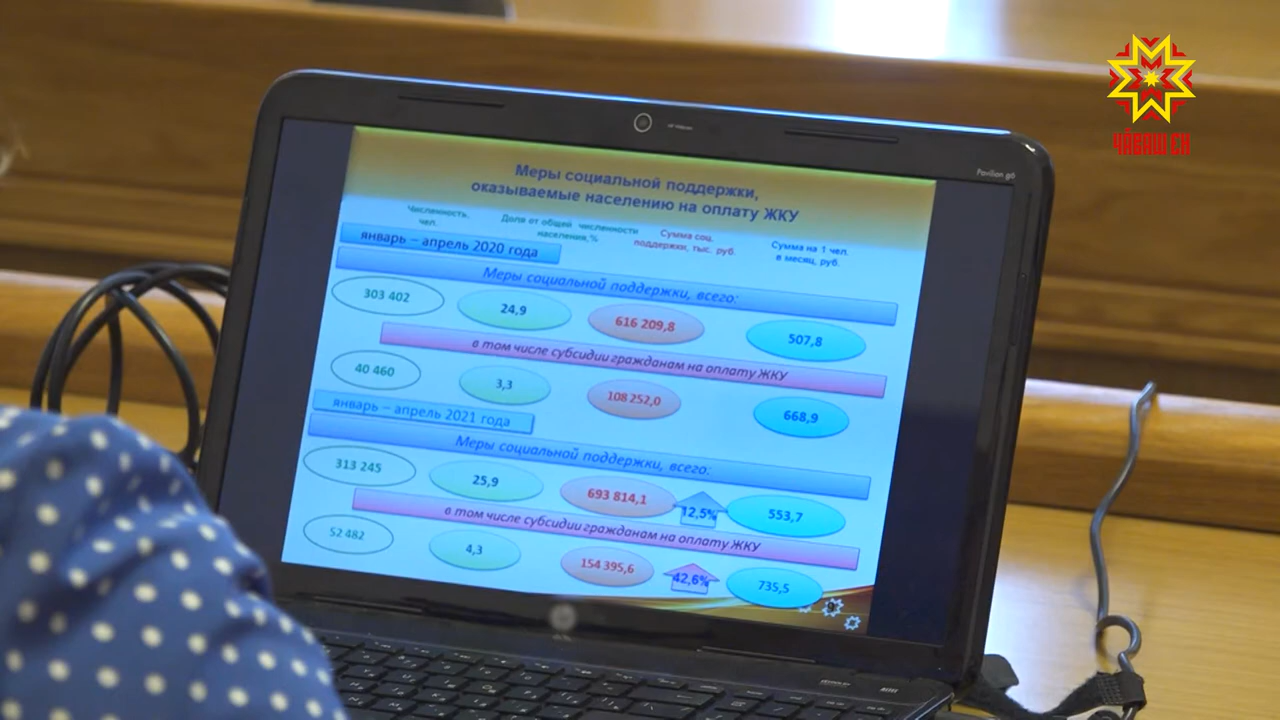 ЧӐВАШ ЕН
Pavilion g6
Меры социальной поддержки,
оказываемые населению на оплату ЖКУ
Численность, чел.
Доля от общей численности населения,%
Сумма соц. поддержки, тыс. руб.
Сумма на 1 чел. в месяц, руб.
январь – апрель 2020 года
Меры социальной поддержки, всего:
303 402
24,9
616 209,8
507,8
в том числе субсидии гражданам на оплату ЖКУ
40 460
3,3
108 252,0
668,9
январь – апрель 2021 года
Меры социальной поддержки, всего:
313 245
25,9
693 814,1
12,5%
553,7
в том числе субсидии гражданам на оплату ЖКУ
52 482
4,3
154 395,6
42,6%
735,5